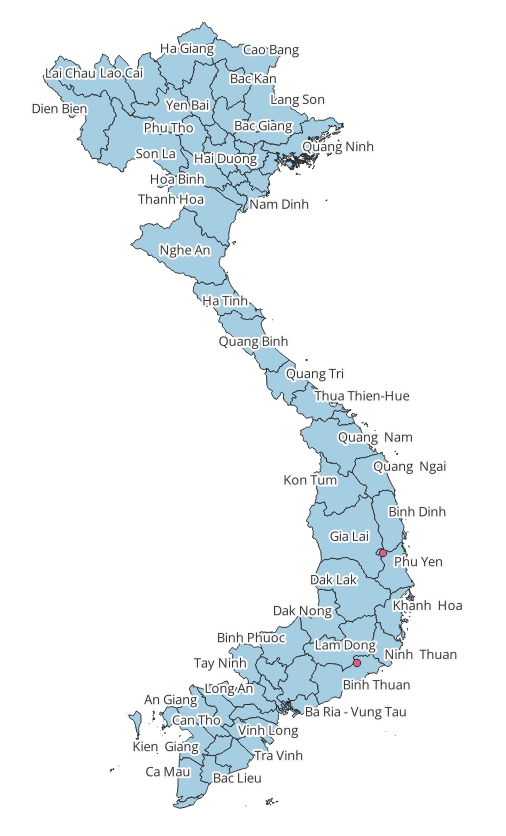 Ha Giang
Cao Bang
Lai Chau
Lao Cai
Bac Kan
Dien Bien
Yen Bai
Lang Son
Phu Tho
Bac Giang
Quang Ninh
Son La
Hai Duong
Hoa Binh
Thanh Hoa
Nam Dinh
Nghe An
Ha Tinh
Quang Binh
Quang Tri
Thua Thien-Hue
Quang Nam
Quang Ngai
Kon Tum
Binh Dinh
Gia Lai
Phu Yen
Dak Lak
Khanh Hoa
Dak Nong
Binh Phuoc
Lam Dong
Ninh Thuan
Tay Ninh
Binh Thuan
Long An
An Giang
Ba Ria - Vung Tau
Can Tho
Vinh Long
Kien Giang
Tra Vinh
Ca Mau
Bac Lieu